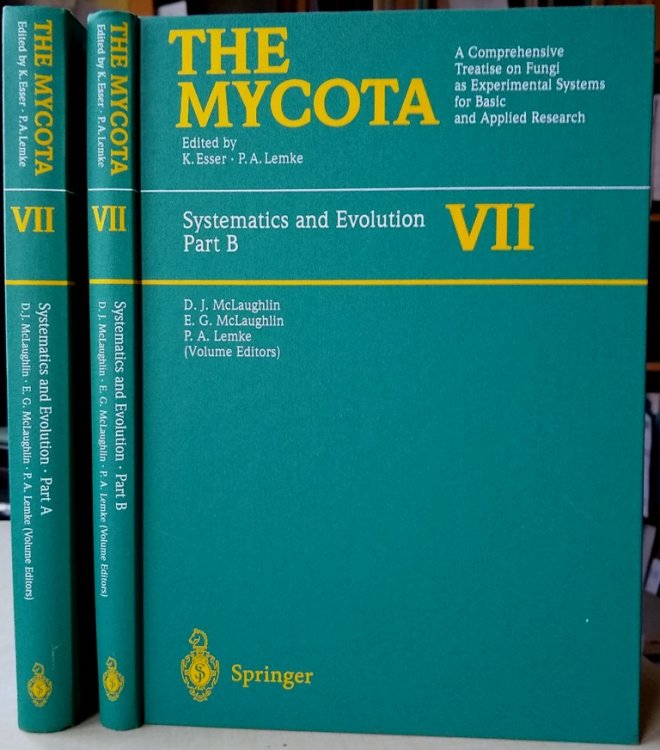 THE MYCOTA
Edited by K. Esser · P. A. Lemke
VII
Systematics and Evolution · Part A
D. J. McLaughlin · E. G. McLaughlin · P. A. Lemke (Volume Editors)
THE MYCOTA
Edited by K. Esser · P. A. Lemke
VII
Systematics and Evolution · Part B
D. J. McLaughlin · E. G. McLaughlin · P. A. Lemke (Volume Editors)
THE
MYCOTA
A Comprehensive
Treatise on Fungi
as Experimental Systems
for Basic
and Applied Research
Edited by
K. Esser · P. A. Lemke
Systematics and Evolution
Part B
VII
D. J. McLaughlin
E. G. McLaughlin
P. A. Lemke
(Volume Editors)
Springer